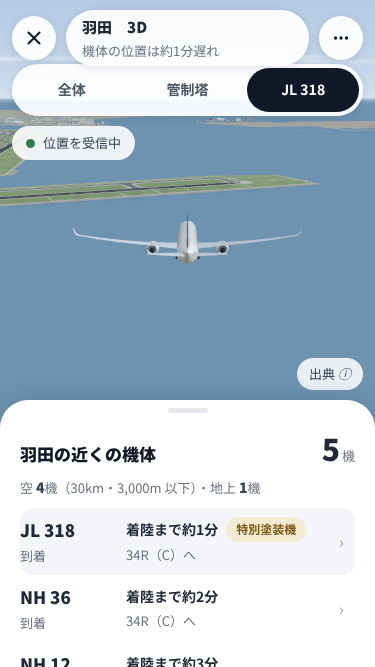 羽田 3D
機体の位置は約1分遅れ
全体
管制塔
JL 318
位置を受信中
出典 ⓘ
羽田の近くの機体
5機
空 4機（30km・3,000m 以下）・地上 1機
JL 318
着陸まで約1分 特別塗装機
到着
34R（C）へ
NH 36
着陸まで約2分
到着
34R（C）へ
NH 12
着陸まで約3分